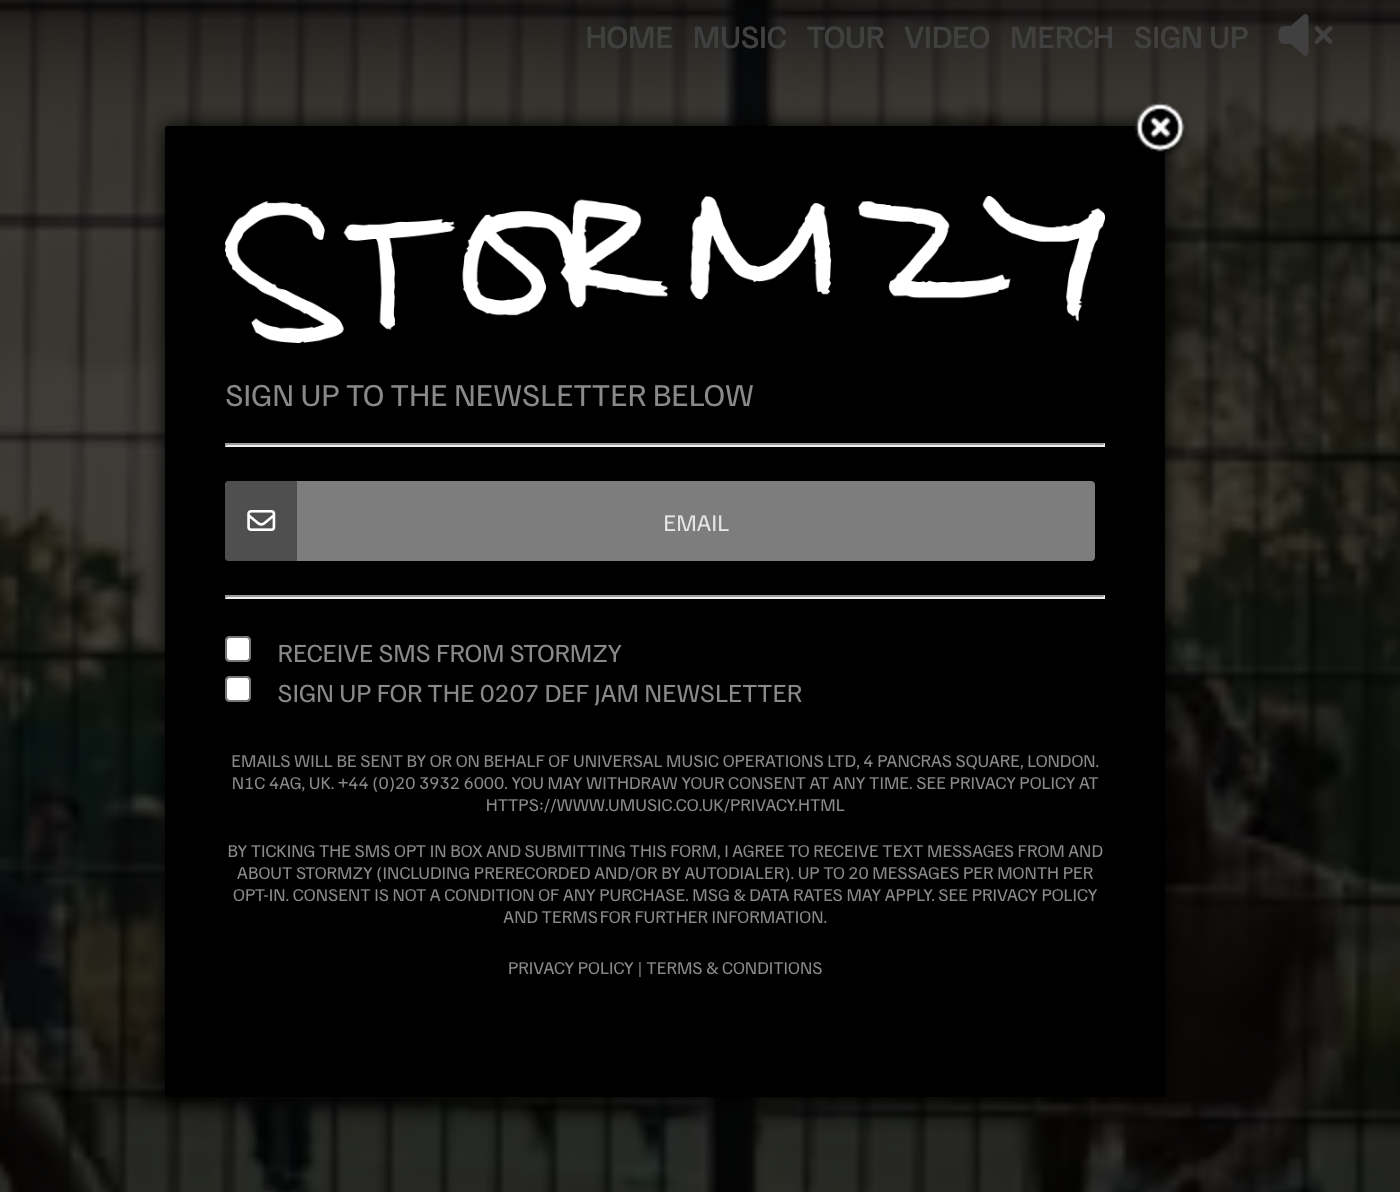 HOME MUSIC TOUR VIDEO MERCH SIGN UP
STORMZY
SIGN UP TO THE NEWSLETTER BELOW
EMAIL
RECEIVE SMS FROM STORMZY
SIGN UP FOR THE 0207 DEF JAM NEWSLETTER
EMAILS WILL BE SENT BY OR ON BEHALF OF UNIVERSAL MUSIC OPERATIONS LTD, 4 PANCRAS SQUARE, LONDON.
N1C 4AG, UK. +44 (0)20 3932 6000. YOU MAY WITHDRAW YOUR CONSENT AT ANY TIME. SEE PRIVACY POLICY AT
HTTPS://WWW.UMUSIC.CO.UK/PRIVACY.HTML
BY TICKING THE SMS OPT IN BOX AND SUBMITTING THIS FORM, I AGREE TO RECEIVE TEXT MESSAGES FROM AND
ABOUT STORMZY (INCLUDING PRERECORDED AND/OR BY AUTODIALER). UP TO 20 MESSAGES PER MONTH PER
OPT-IN. CONSENT IS NOT A CONDITION OF ANY PURCHASE. MSG & DATA RATES MAY APPLY. SEE PRIVACY POLICY
AND TERMS FOR FURTHER INFORMATION.
PRIVACY POLICY | TERMS & CONDITIONS